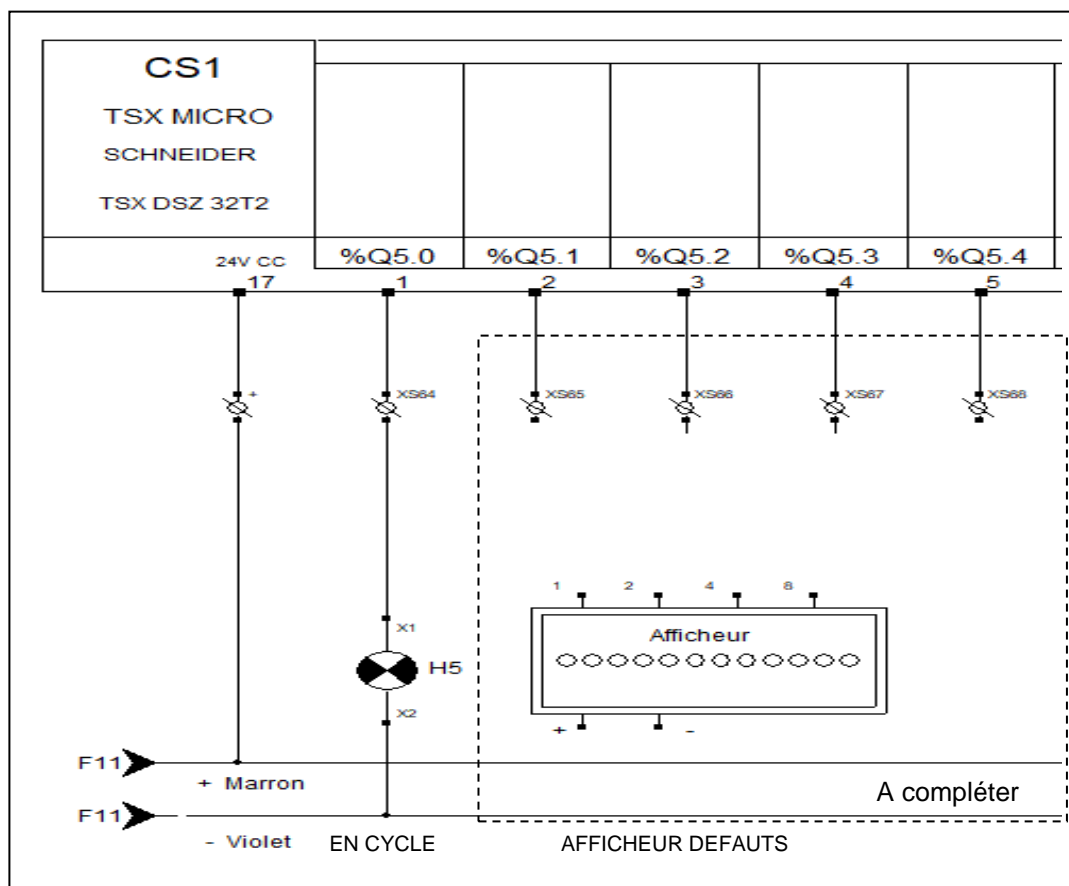 CS1
TSX MICRO
SCHNEIDER
TSX DSZ 32T2
24V CC %Q5.0 %Q5.1 %Q5.2 %Q5.3 %Q5.4
17 1 2 3 4 5
+ XS64 XS65 XS66 XS67 XS68
1 2 4 8
X1
Afficheur
H5
X2
+ -
F11
+ Marron
A compléter
F11
- Violet EN CYCLE AFFICHEUR DEFAUTS